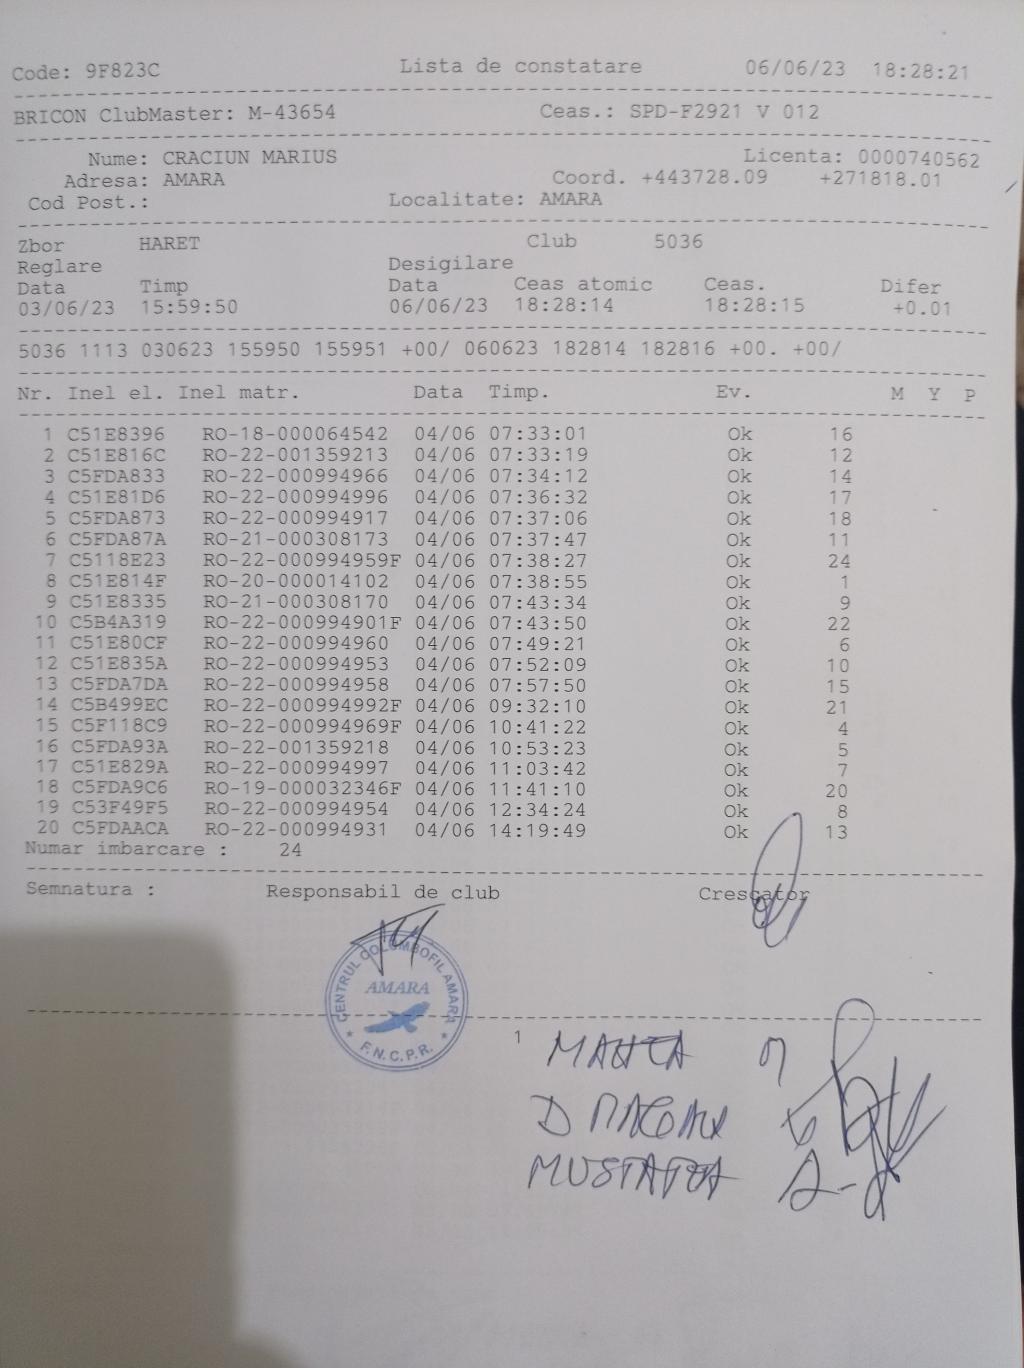 Code: 9F823C Lista de constatare 06/06/23 18:28:21
BRICON ClubMaster: M-43654 Ceas.: SPD-F2921 V 012
Nume: CRACIUN MARIUS Licenta: 0000740562
Adresa: AMARA Coord. +443728.09 +271818.01
Cod Post.: Localitate: AMARA
Zbor HARET Club 5036
Reglare Desigilare
Data Timp Data Ceas atomic Ceas. Difer
03/06/23 15:59:50 06/06/23 18:28:14 18:28:15 +0.01
5036 1113 030623 155950 155951 +00/ 060623 182814 182816 +00. +00/
Nr. Inel el. Inel matr. Data Timp. Ev. M Y P
1 C51E8396 RO-18-000064542 04/06 07:33:01 Ok 16
2 C51E816C RO-22-001359213 04/06 07:33:19 Ok 12
3 C5FDA833 RO-22-000994966 04/06 07:34:12 Ok 14
4 C51E81D6 RO-22-000994996 04/06 07:36:32 Ok 17
5 C5FDA873 RO-22-000994917 04/06 07:37:06 Ok 18
6 C5FDA87A RO-21-000308173 04/06 07:37:47 Ok 11
7 C5118E23 RO-22-000994959F 04/06 07:38:27 Ok 24
8 C51E814F RO-20-000014102 04/06 07:38:55 Ok 1
9 C51E8335 RO-21-000308170 04/06 07:43:34 Ok 9
10 C5B4A319 RO-22-000994901F 04/06 07:43:50 Ok 22
11 C51E80CF RO-22-000994960 04/06 07:49:21 Ok 6
12 C51E835A RO-22-000994953 04/06 07:52:09 Ok 10
13 C5FDA7DA RO-22-000994958 04/06 07:57:50 Ok 15
14 C5B499EC RO-22-000994992F 04/06 09:32:10 Ok 21
15 C5F118C9 RO-22-000994969F 04/06 10:41:22 Ok 4
16 C5FDA93A RO-22-001359218 04/06 10:53:23 Ok 5
17 C51E829A RO-22-000994997 04/06 11:03:42 Ok 7
18 C5FDA9C6 RO-19-000032346F 04/06 11:41:10 Ok 20
19 C53F49F5 RO-22-000994954 04/06 12:34:24 Ok 8
20 C5FDAACA RO-22-000994931 04/06 14:19:49 Ok 13
Numar imbarcare : 24
Semnatura : Responsabil de club Crescator
CENTRUL COLUMBOFIL AMARA
AMARA
F.N.C.P.R.
1
MUSTATEA